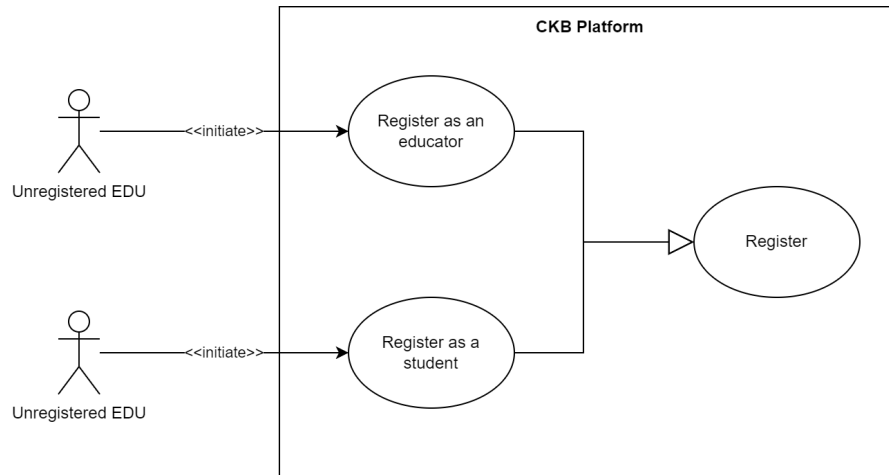 CKB Platform
<<initiate>>
Register as an
educator
Unregistered EDU
Register
<<initiate>>
Register as a
student
Unregistered EDU